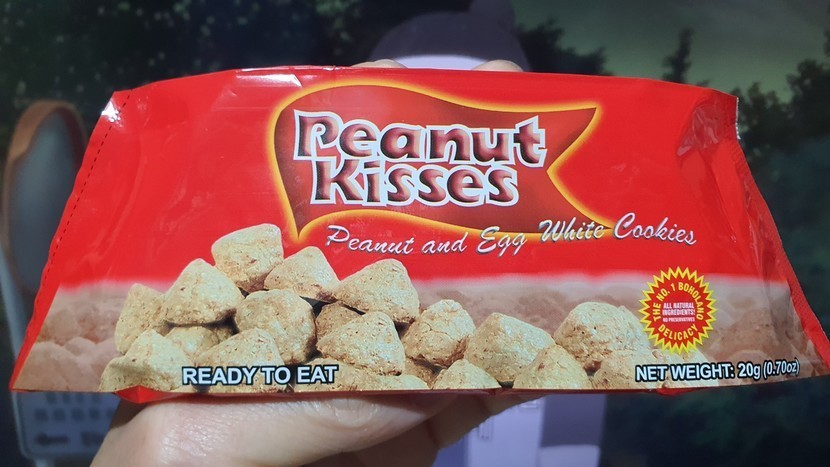 Peanut
Kisses
Peanut and Egg White Cookies
THE NO. 1 BOHOLANO
ALL NATURAL
INGREDIENTS!
NO PRESERVATIVES
DELICACY
READY TO EAT
NET WEIGHT: 20g (0.70oz)